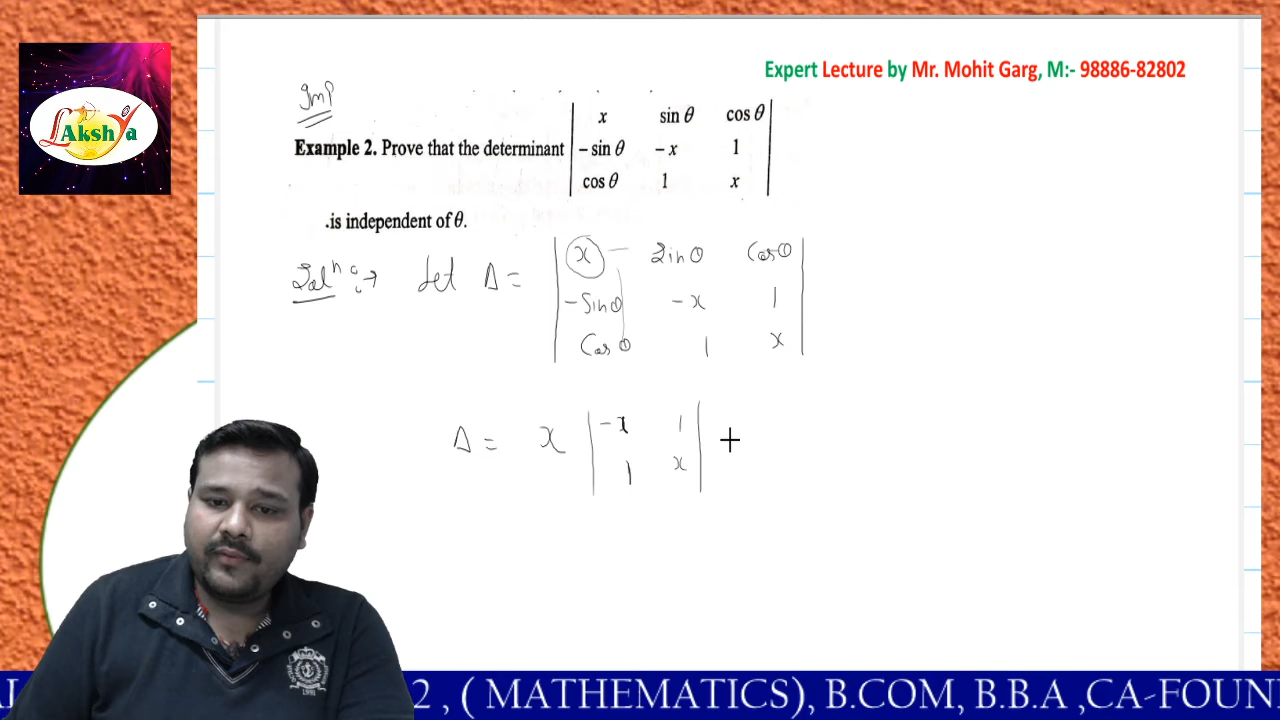 LAkshya
Expert Lecture by Mr. Mohit Garg, M:- 98886-82802
Imp
x sin θ cos θ
Example 2. Prove that the determinant - sin θ - x 1
cos θ 1 x
.is independent of θ.
Solⁿ :→ Let Δ = | x sinθ cosθ |
| -sinθ -x 1 |
| cosθ 1 x |
Δ = x | -x 1 | +
| 1 x |
2 , ( MATHEMATICS), B.COM, B.B.A ,CA-FOUN
1991